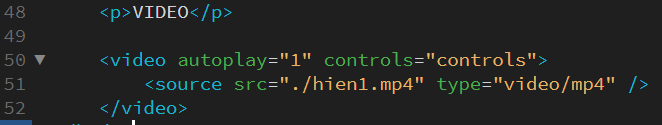 48 <p>VIDEO</p>
49
50 ▼ <video autoplay="1" controls="controls">
51 <source src="./hien1.mp4" type="video/mp4" />
52 </video>